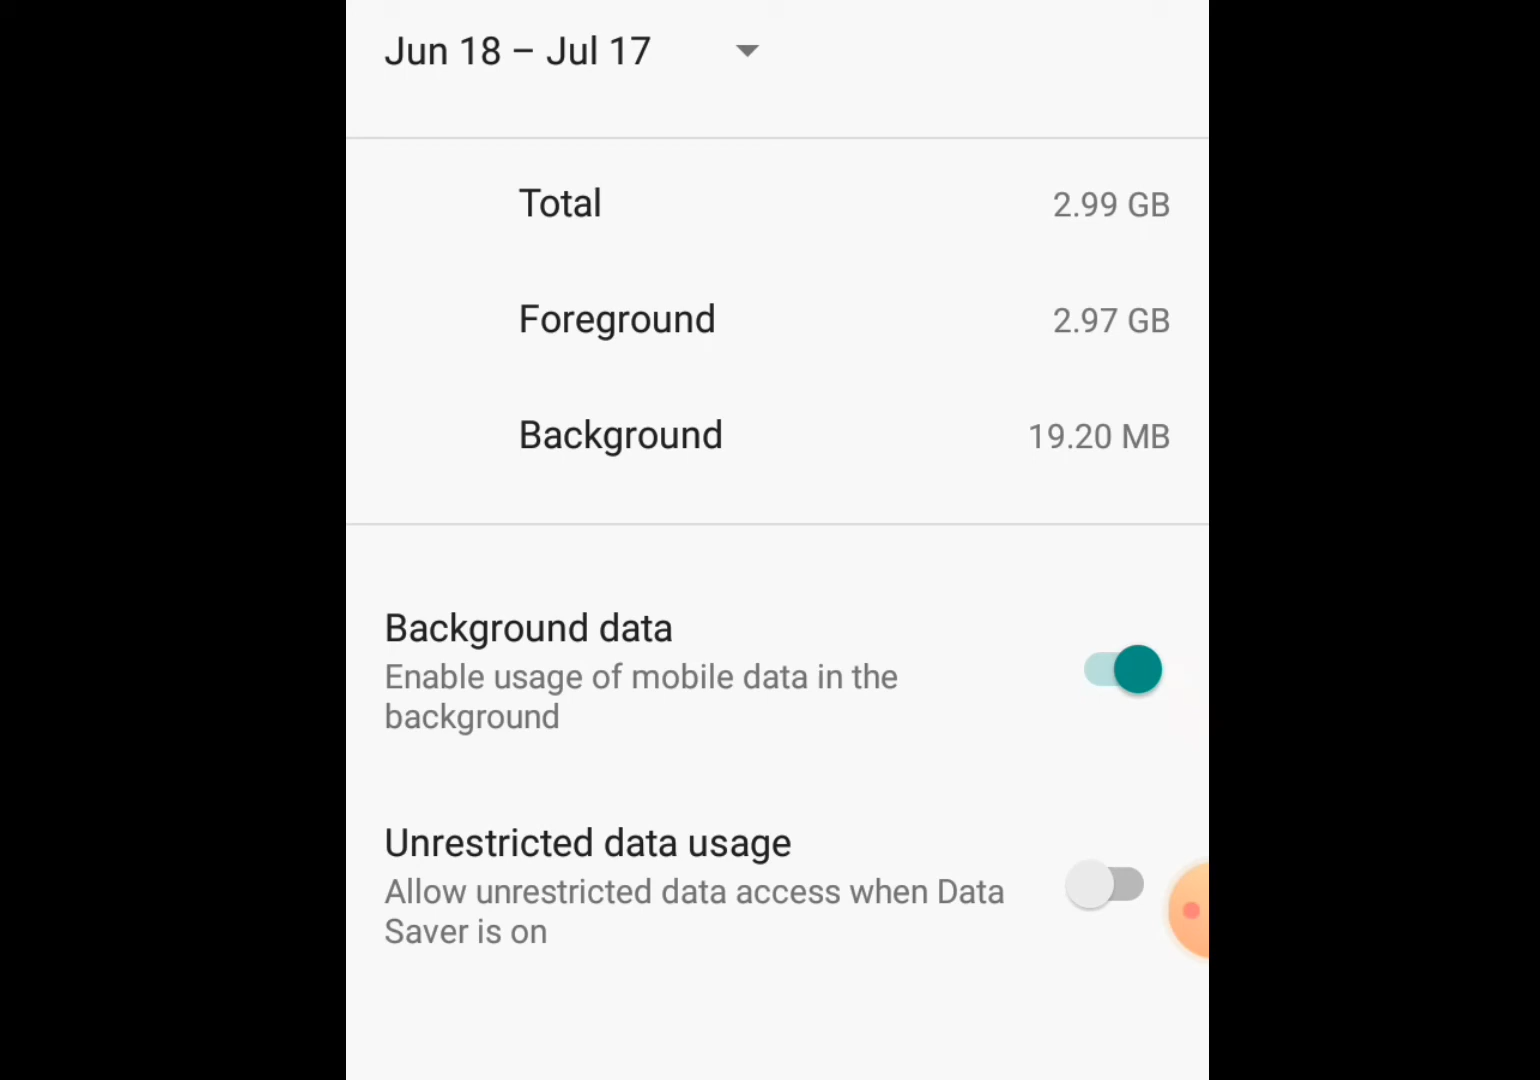 Jun 18 – Jul 17
Total 2.99 GB
Foreground 2.97 GB
Background 19.20 MB
Background data
Enable usage of mobile data in the
background
Unrestricted data usage
Allow unrestricted data access when Data
Saver is on